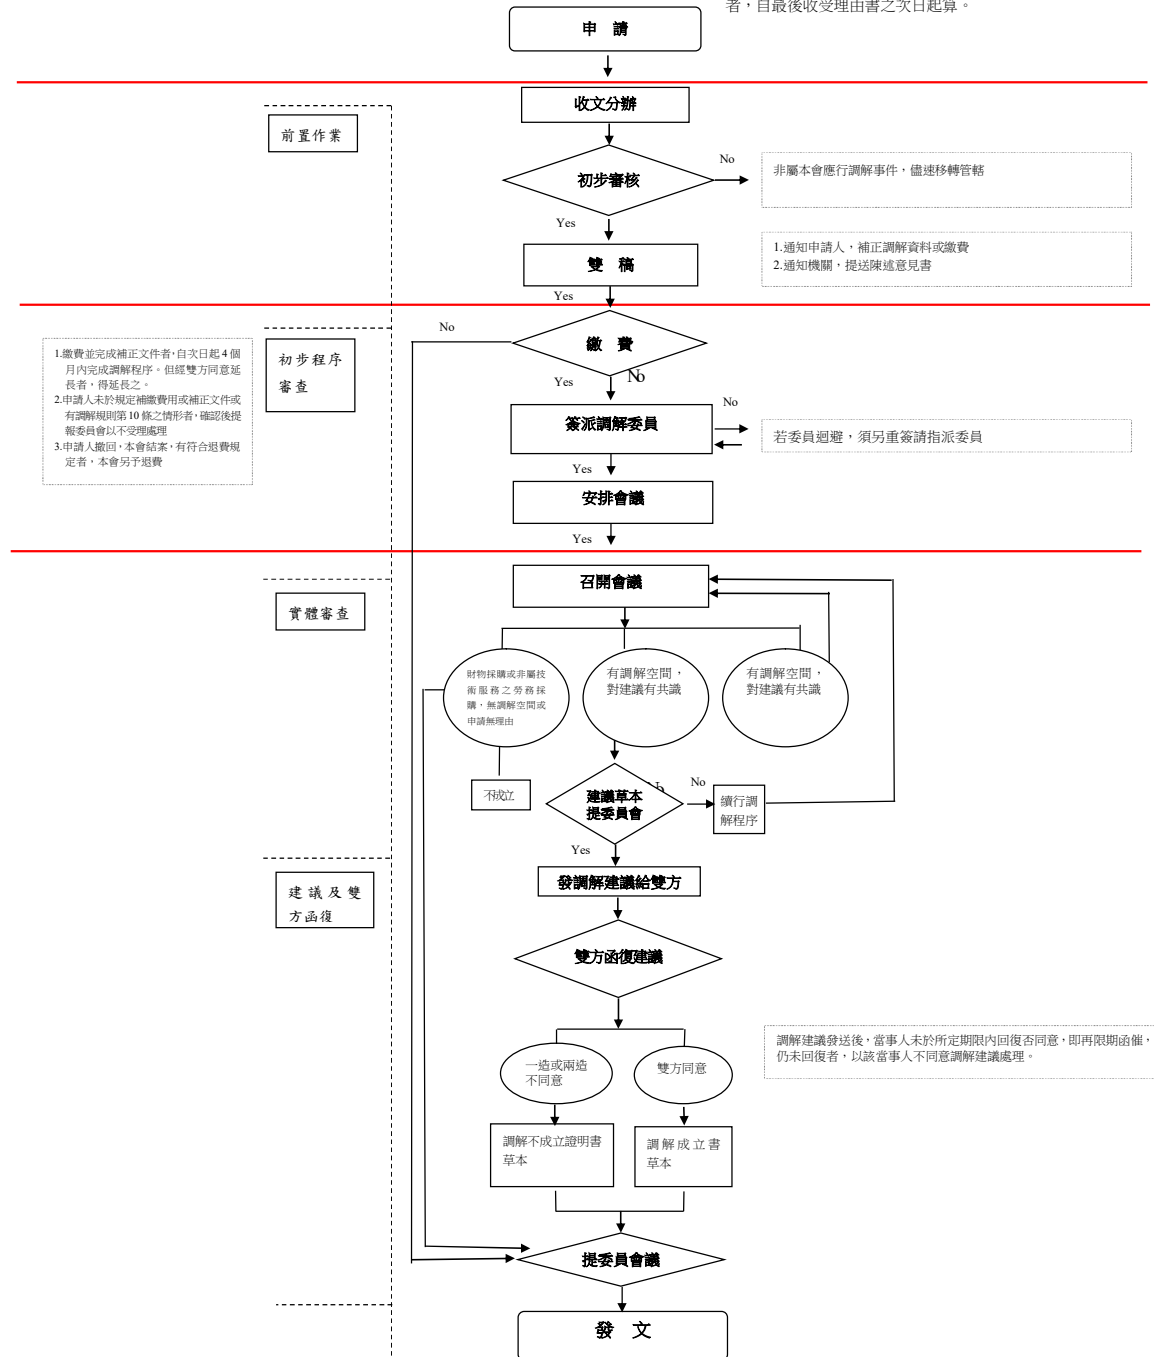 者，自最後收受理由書之次日起算。
申 請
收文分辦
前置作業
初步審核
No
非屬本會應行調解事件，儘速移轉管轄
Yes
1.通知申請人，補正調解資料或繳費
2.通知機關，提送陳述意見書
雙 稿
Yes
No
繳 費
初步程序
審查
1.繳費並完成補正文件者，自次日起4個
月內完成調解程序。但經雙方同意延
長者，得延長之。
2.申請人未於規定補繳費用或補正文件或
有調解規則第10條之情形者，確認後提
報委員會以不受理處理
3.申請人撤回，本會結案，有符合退費規
定者，本會另予退費
Yes
No
簽派調解委員
No
若委員迴避，須另重簽請指派委員
Yes
安排會議
Yes
召開會議
實體審查
財物採購或非屬技
術服務之勞務採
購，無調解空間或
申請無理由
有調解空間，
對建議有共識
有調解空間，
對建議有共識
不成立
建議草本
提委員會
No
No
續行調
解程序
Yes
發調解建議給雙方
建議及雙
方函復
雙方函復建議
調解建議發送後，當事人未於所定期限內回復否同意，即再限期函催，
仍未回復者，以該當事人不同意調解建議處理。
一造或兩造
不同意
雙方同意
調解不成立證明書
草本
調解成立書
草本
提委員會議
發 文